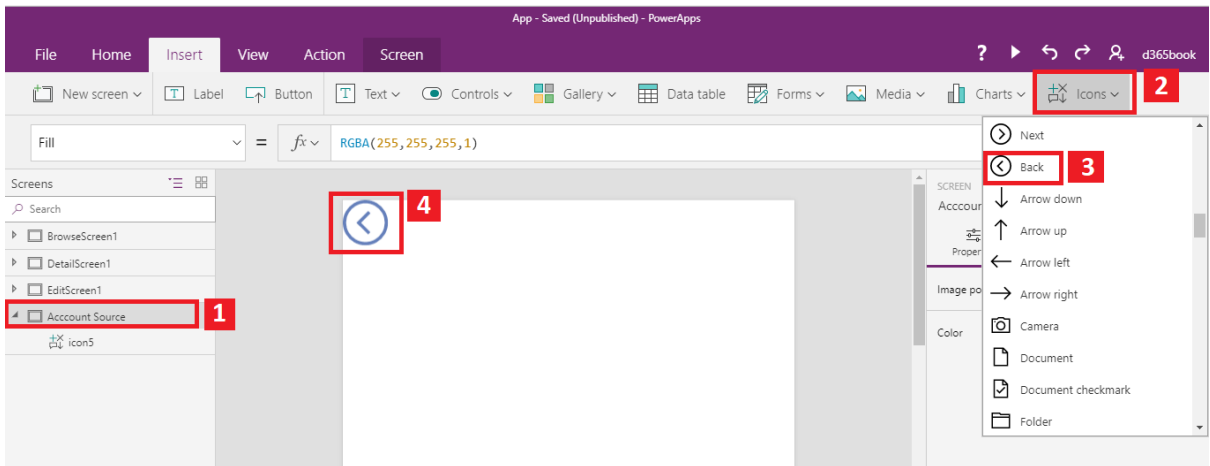 App - Saved (Unpublished) - PowerApps
File Home Insert View Action Screen ? d365book
New screen Label Button Text Controls Gallery Data table Forms Media Charts Icons 2
Fill = fx RGBA(255,255,255,1)
Screens
Search
BrowseScreen1
DetailScreen1
EditScreen1
Acccount Source 1
icon5
4
SCREEN
Acccour
Proper
Image po
Color
Next
Back 3
Arrow down
Arrow up
Arrow left
Arrow right
Camera
Document
Document checkmark
Folder